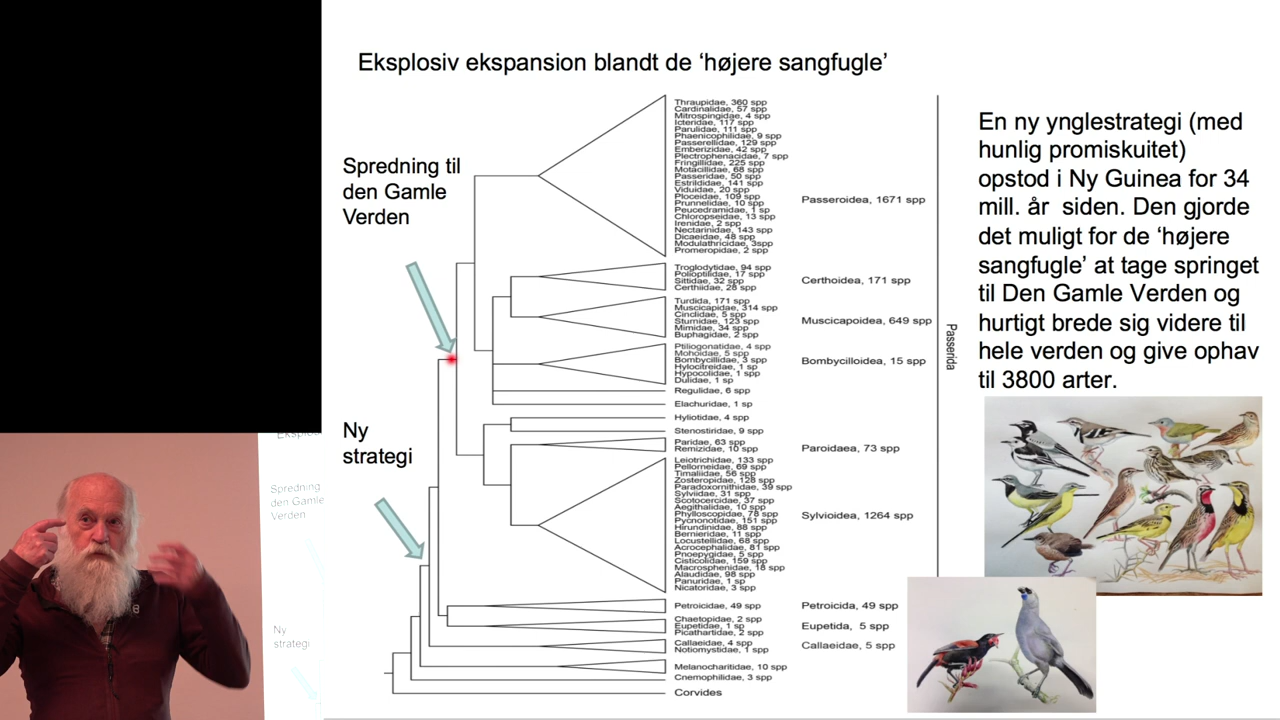 Eksplosiv ekspansion blandt de ‘højere sangfugle’
Spredning til
den Gamle
Verden
Ny
strategi
Thraupidae, 360 spp
Cardinalidae, 57 spp
Mitrospingidae, 4 spp
Icteridae, 117 spp
Parulidae, 111 spp
Phaenicophilidae, 9 spp
Passerellidae, 129 spp
Emberizidae, 42 spp
Plectrophenacidae, 7 spp
Fringillidae, 225 spp
Motacillidae, 68 spp
Passeridae, 50 spp
Estrildidae, 141 spp
Viduidae, 20 spp
Ploceidae, 109 spp
Prunnelidae, 10 spp
Peucedramidae, 1 sp
Chloropseidae, 13 spp
Irenidae, 2 spp
Nectarinidae, 143 spp
Dicaeidae, 48 spp
Modulathricidae, 3spp
Promeropidae, 2 spp
Passeroidea, 1671 spp
Troglodytidae, 94 spp
Polioptilidae, 17 spp
Sittidae, 32 spp
Certhiidae, 28 spp
Certhoidea, 171 spp
Turdida, 171 spp
Muscicapidae, 314 spp
Cinclidae, 5 spp
Sturnidae, 123 spp
Mimidae, 34 spp
Buphagidae, 2 spp
Muscicapoidea, 649 spp
Ptiliogonatidae, 4 spp
Mohoidae, 5 spp
Bombycillidae, 3 spp
Hylocitreidae, 1 sp
Hypocolidae, 1 spp
Dulidae, 1 sp
Bombycilloidea, 15 spp
Regulidae, 6 spp
Elachuridae, 1 sp
Hyliotidae, 4 spp
Stenostiridae, 9 spp
Paridae, 63 spp
Remizidae, 10 spp
Paroidaea, 73 spp
Leiotrichidae, 133 spp
Pellorneidae, 69 spp
Timaliidae, 56 spp
Zosteropidae, 128 spp
Paradoxornithidae, 39 spp
Sylviidae, 31 spp
Scotocercidae, 37 spp
Aegithalidae, 10 spp
Phylloscopidae, 78 spp
Pycnonotidae, 151 spp
Hirundinidae, 88 spp
Bernieridae, 11 spp
Locustellidae, 68 spp
Acrocephalidae, 81 spp
Pnoepygidae, 5 spp
Cisticolidae, 159 spp
Macrosphenidae, 18 spp
Alaudidae, 98 spp
Panuridae, 1 sp
Nicatoridae, 3 spp
Sylvioidea, 1264 spp
Petroicidae, 49 spp
Petroicida, 49 spp
Chaetopidae, 2 spp
Eupetidae, 1 sp
Picathartidae, 2 spp
Eupetida, 5 spp
Callaeidae, 4 spp
Notiomystidae, 1 spp
Callaeidae, 5 spp
Melanocharitidae, 10 spp
Cnemophilidae, 3 spp
Corvides
Passerida
En ny ynglestrategi (med
hunlig promiskuitet)
opstod i Ny Guinea for 34
mill. år siden. Den gjorde
det muligt for de ‘højere
sangfugle’ at tage springet
til Den Gamle Verden og
hurtigt brede sig videre til
hele verden og give ophav
til 3800 arter.
Spredning
den Gamle
Verden
Ny
strategi